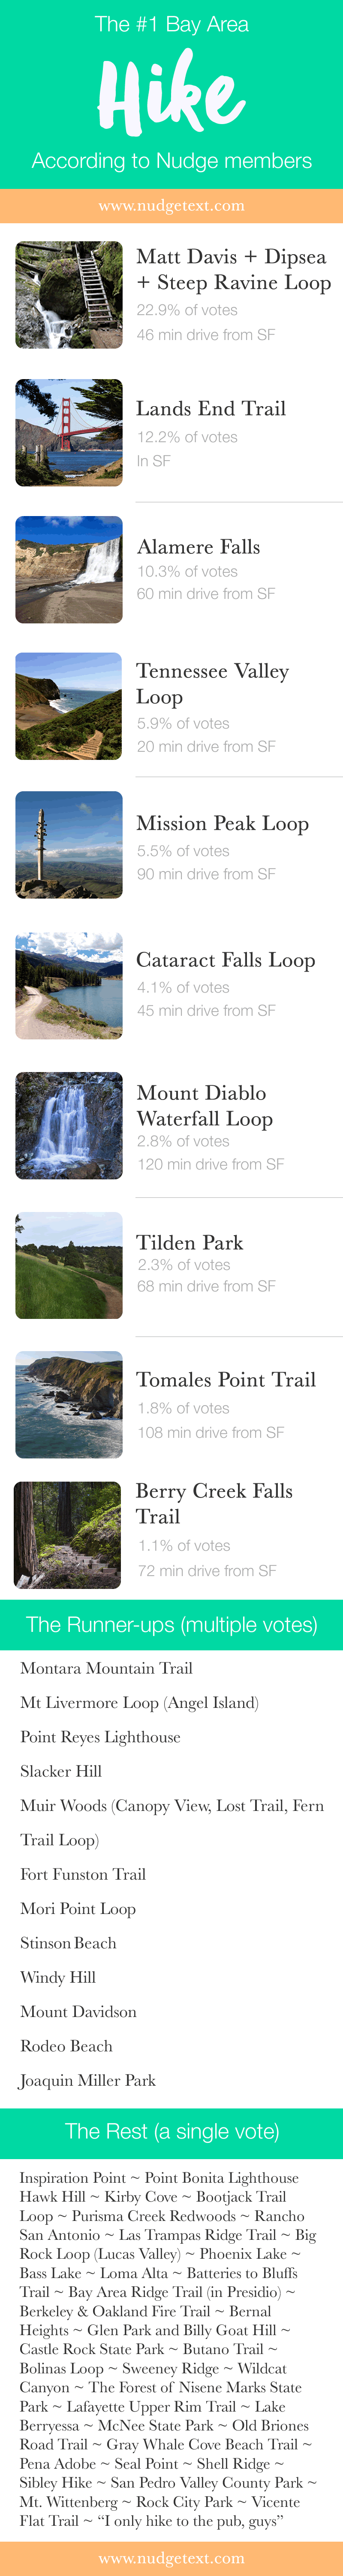 The #1 Bay Area
Hike
According to Nudge members
www.nudgetext.com
Matt Davis + Dipsea
+ Steep Ravine Loop
22.9% of votes
46 min drive from SF
Lands End Trail
12.2% of votes
In SF
Alamere Falls
10.3% of votes
60 min drive from SF
Tennessee Valley
Loop
5.9% of votes
20 min drive from SF
Mission Peak Loop
5.5% of votes
90 min drive from SF
Cataract Falls Loop
4.1% of votes
45 min drive from SF
Mount Diablo
Waterfall Loop
2.8% of votes
120 min drive from SF
Tilden Park
2.3% of votes
68 min drive from SF
Tomales Point Trail
1.8% of votes
108 min drive from SF
Berry Creek Falls
Trail
1.1% of votes
72 min drive from SF
The Runner-ups (multiple votes)
Montara Mountain Trail
Mt Livermore Loop (Angel Island)
Point Reyes Lighthouse
Slacker Hill
Muir Woods (Canopy View, Lost Trail, Fern
Trail Loop)
Fort Funston Trail
Mori Point Loop
Stinson Beach
Windy Hill
Mount Davidson
Rodeo Beach
Joaquin Miller Park
The Rest (a single vote)
Inspiration Point ~ Point Bonita Lighthouse
Hawk Hill ~ Kirby Cove ~ Bootjack Trail
Loop ~ Purisma Creek Redwoods ~ Rancho
San Antonio ~ Las Trampas Ridge Trail ~ Big
Rock Loop (Lucas Valley) ~ Phoenix Lake ~
Bass Lake ~ Loma Alta ~ Batteries to Bluffs
Trail ~ Bay Area Ridge Trail (in Presidio) ~
Berkeley & Oakland Fire Trail ~ Bernal
Heights ~ Glen Park and Billy Goat Hill ~
Castle Rock State Park ~ Butano Trail ~
Bolinas Loop ~ Sweeney Ridge ~ Wildcat
Canyon ~ The Forest of Nisene Marks State
Park ~ Lafayette Upper Rim Trail ~ Lake
Berryessa ~ McNee State Park ~ Old Briones
Road Trail ~ Gray Whale Cove Beach Trail ~
Pena Adobe ~ Seal Point ~ Shell Ridge ~
Sibley Hike ~ San Pedro Valley County Park ~
Mt. Wittenberg ~ Rock City Park ~ Vicente
Flat Trail ~ “I only hike to the pub, guys”
www.nudgetext.com